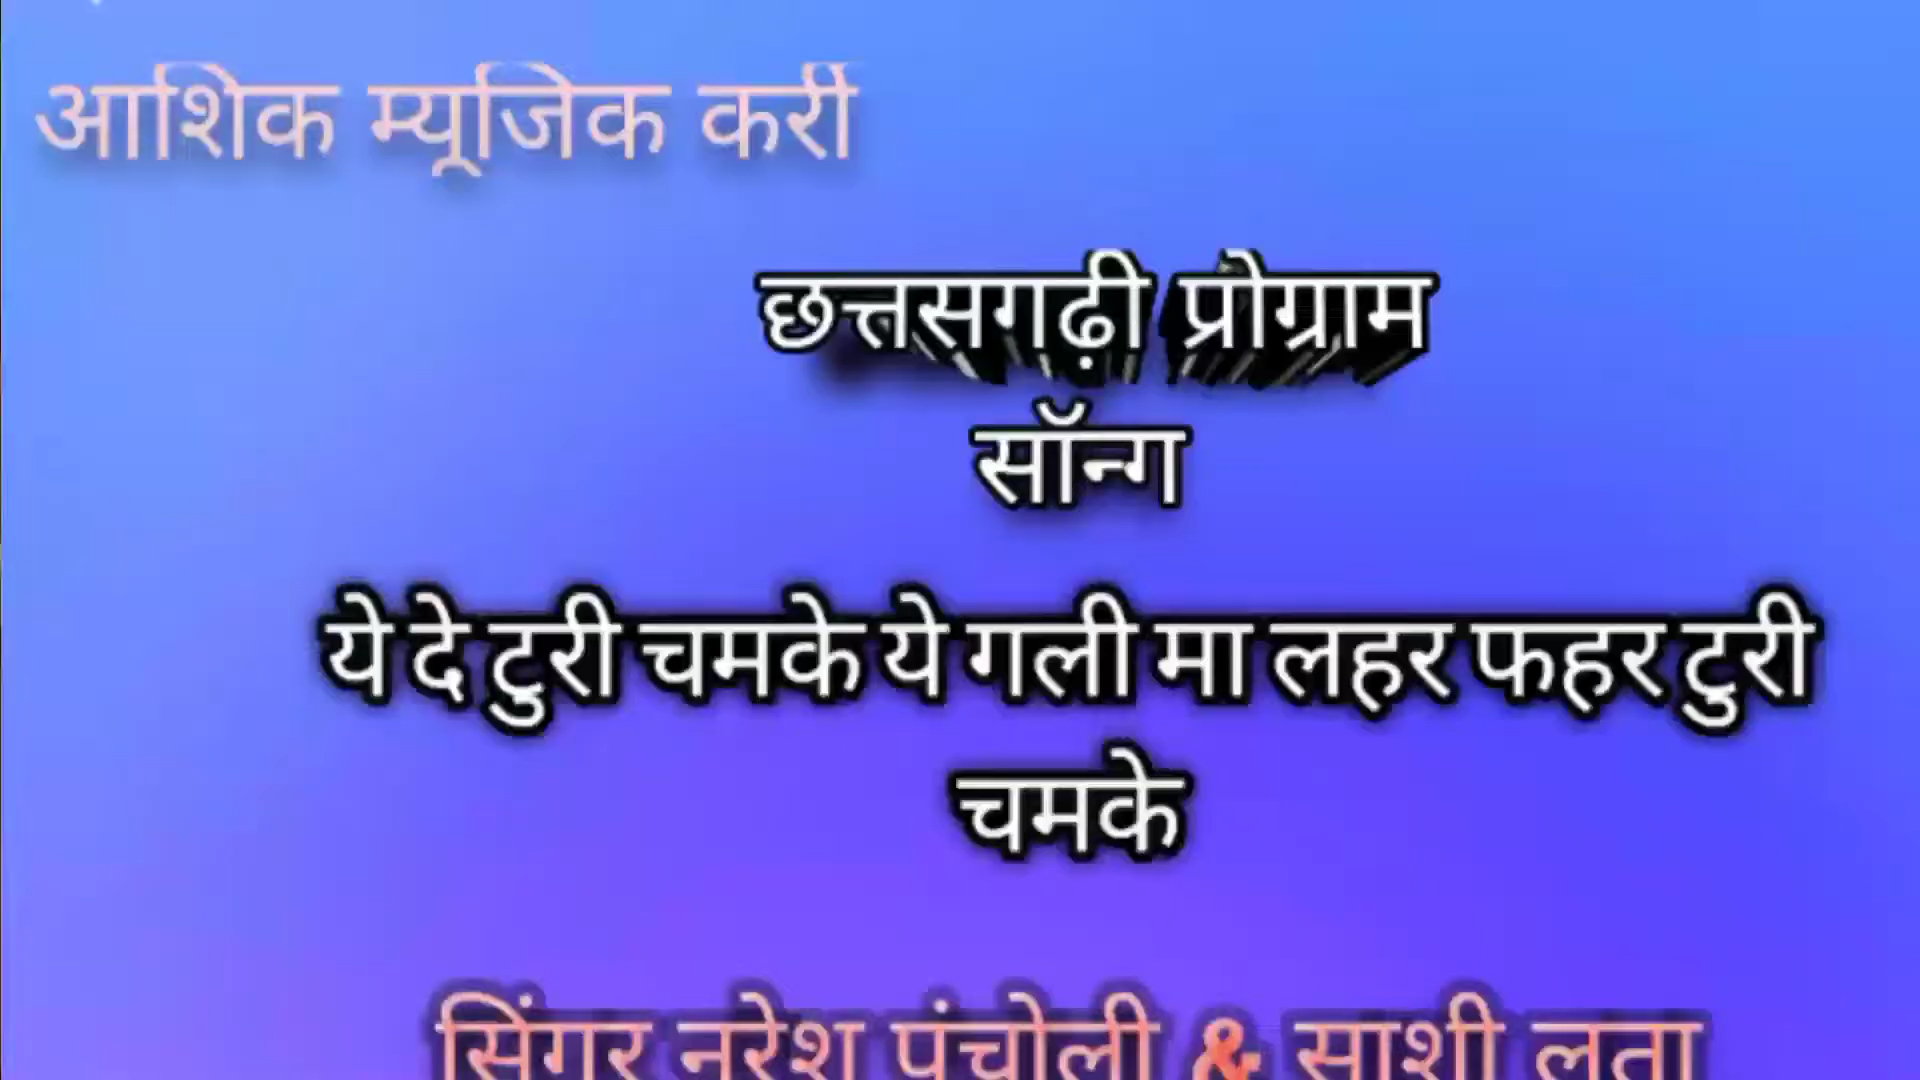 आशिक म्यूजिक करी
छत्तसगढ़ी प्रोग्राम
सॉन्ग
ये दे टुरी चमके ये गली मा लहर फहर टुरी
चमके
सिंगर नरेश पंचोली & साशी लता